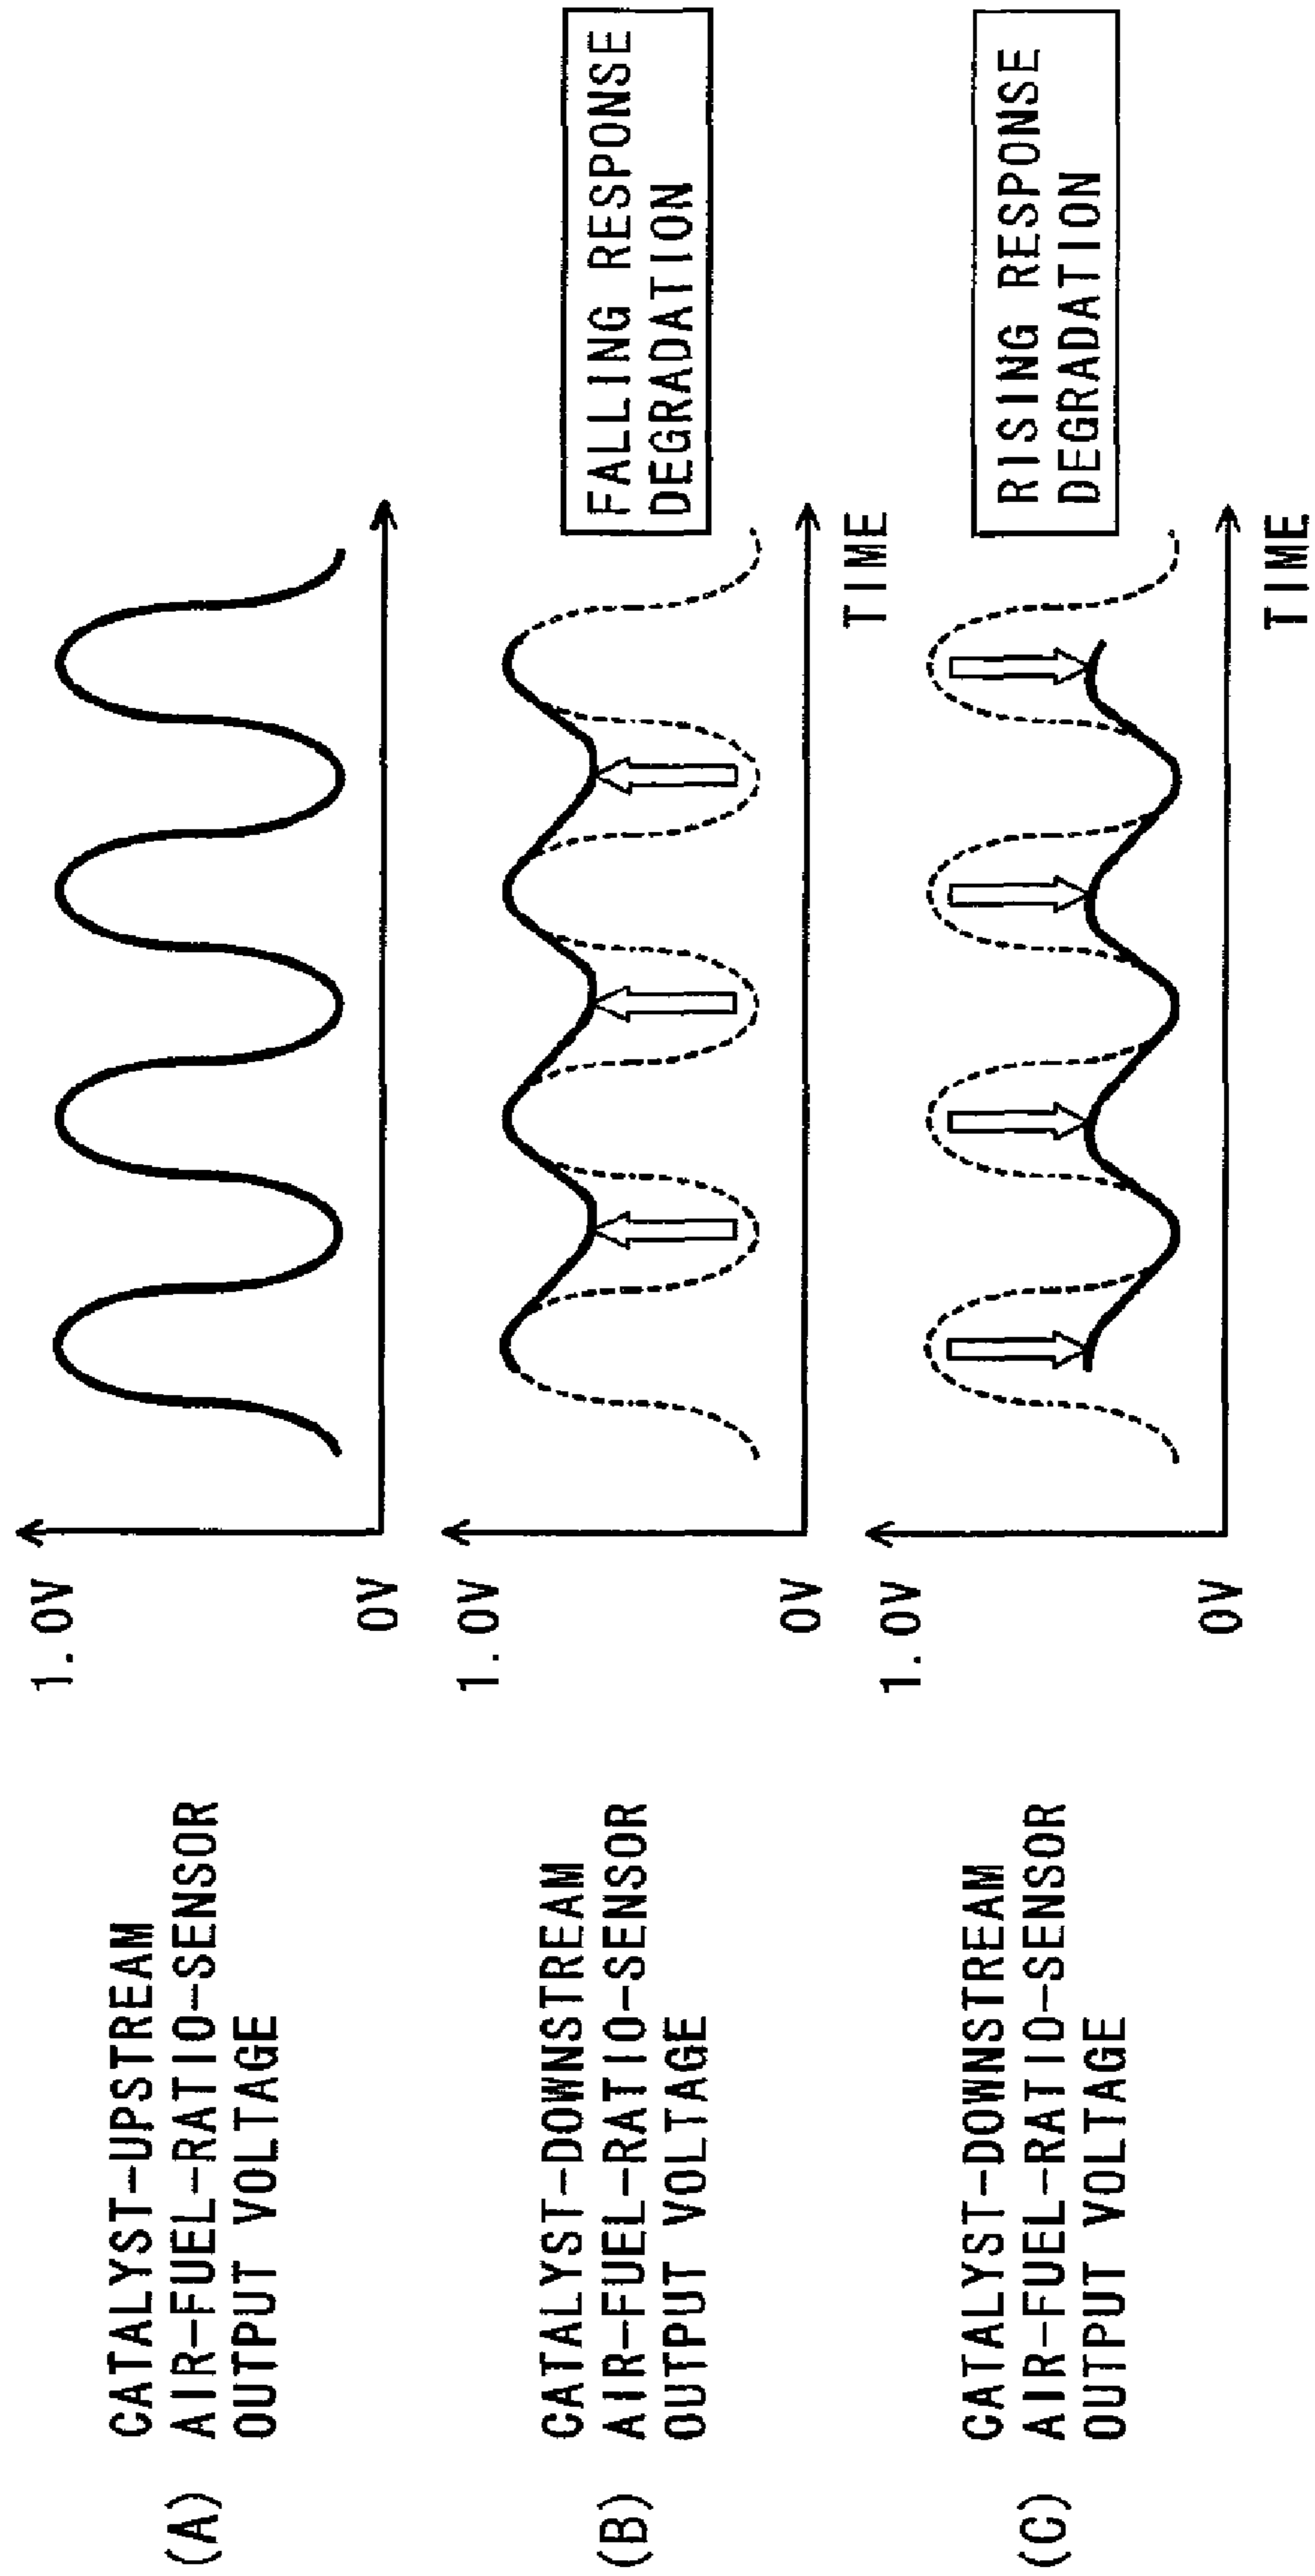 (A)
CATALYST-UPSTREAM
AIR-FUEL-RATIO-SENSOR
OUTPUT VOLTAGE
1.0V
0V
(B)
CATALYST-DOWNSTREAM
AIR-FUEL-RATIO-SENSOR
OUTPUT VOLTAGE
1.0V
0V
TIME
FALLING RESPONSE
DEGRADATION
(C)
CATALYST-DOWNSTREAM
AIR-FUEL-RATIO-SENSOR
OUTPUT VOLTAGE
1.0V
0V
TIME
RISING RESPONSE
DEGRADATION